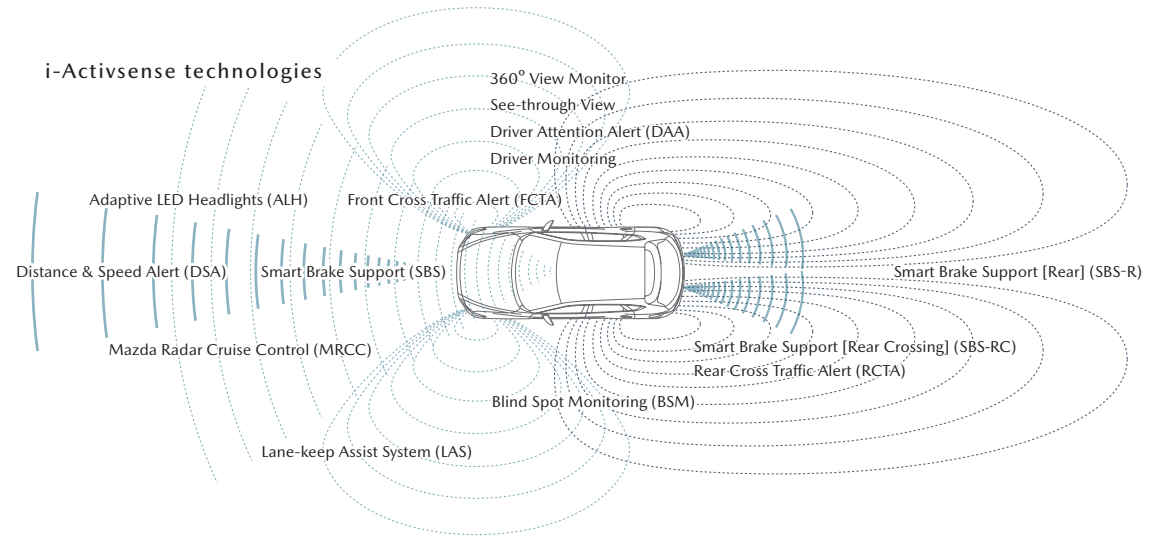 i-Activsense technologies
360° View Monitor
See-through View
Driver Attention Alert (DAA)
Driver Monitoring
Adaptive LED Headlights (ALH)
Front Cross Traffic Alert (FCTA)
Distance & Speed Alert (DSA)
Smart Brake Support (SBS)
Smart Brake Support [Rear] (SBS-R)
Mazda Radar Cruise Control (MRCC)
Smart Brake Support [Rear Crossing] (SBS-RC)
Rear Cross Traffic Alert (RCTA)
Blind Spot Monitoring (BSM)
Lane-keep Assist System (LAS)